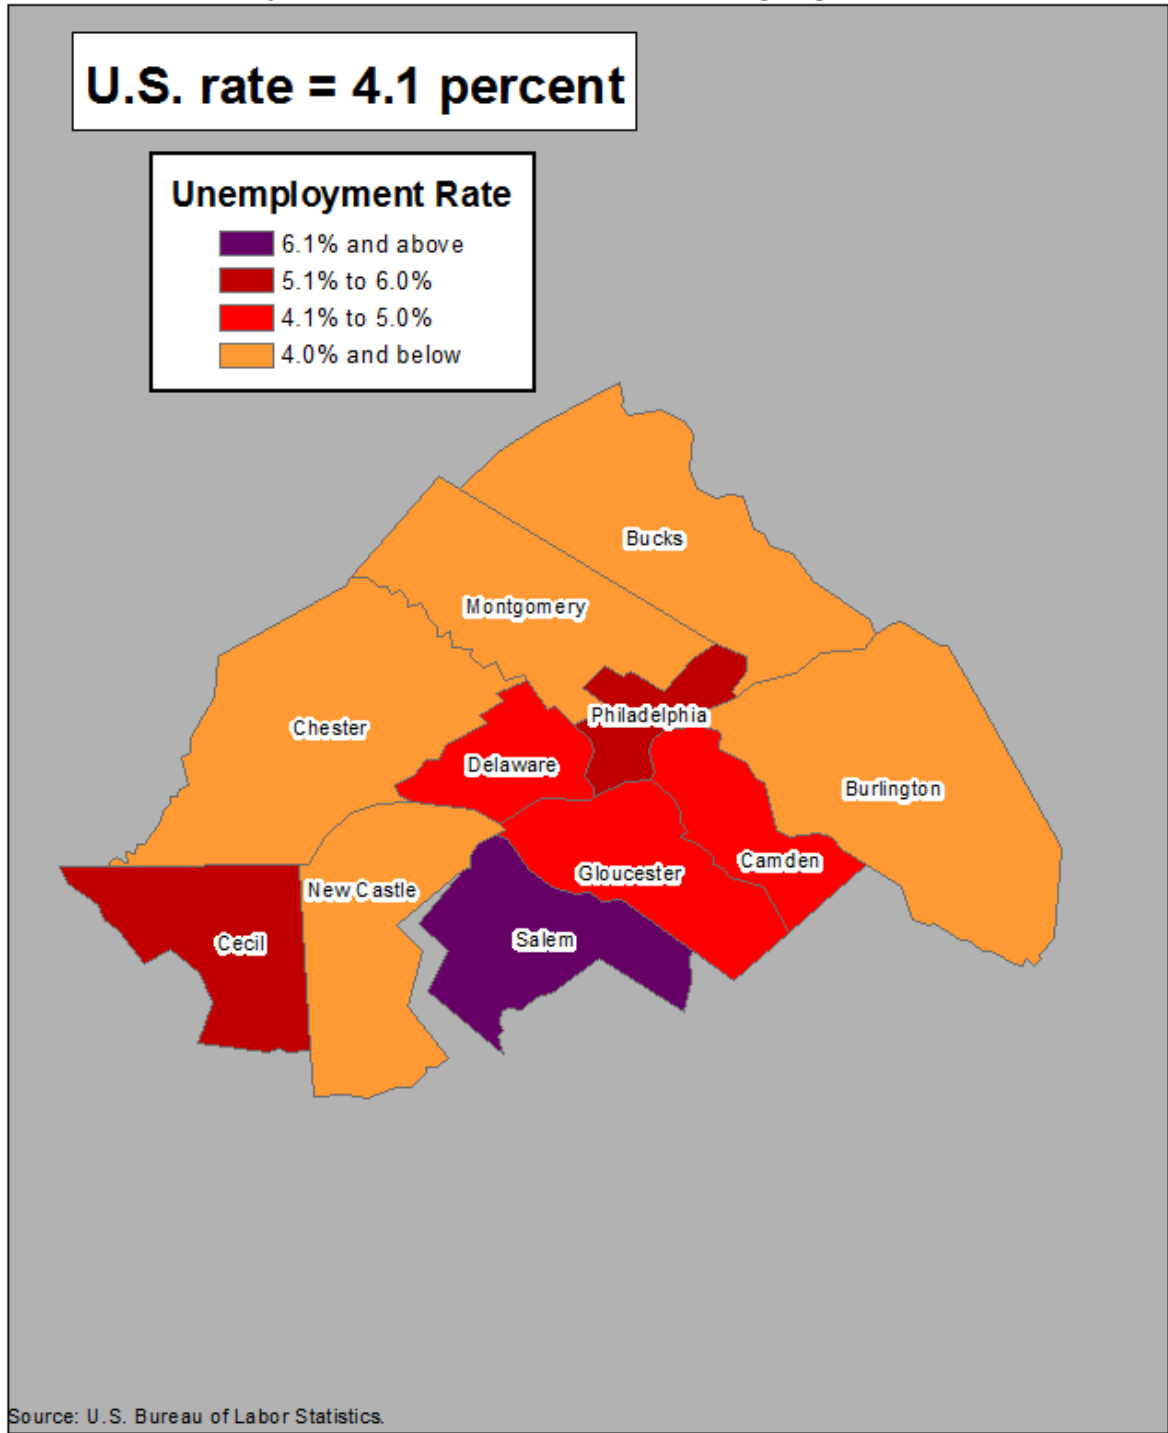 U.S. rate = 4.1 percent
Unemployment Rate
6.1% and above
5.1% to 6.0%
4.1% to 5.0%
4.0% and below
Bucks
Montgomery
Philadelphia
Chester
Delaware
Burlington
Camden
Gloucester
New Castle
Salem
Cecil
Source: U.S. Bureau of Labor Statistics.